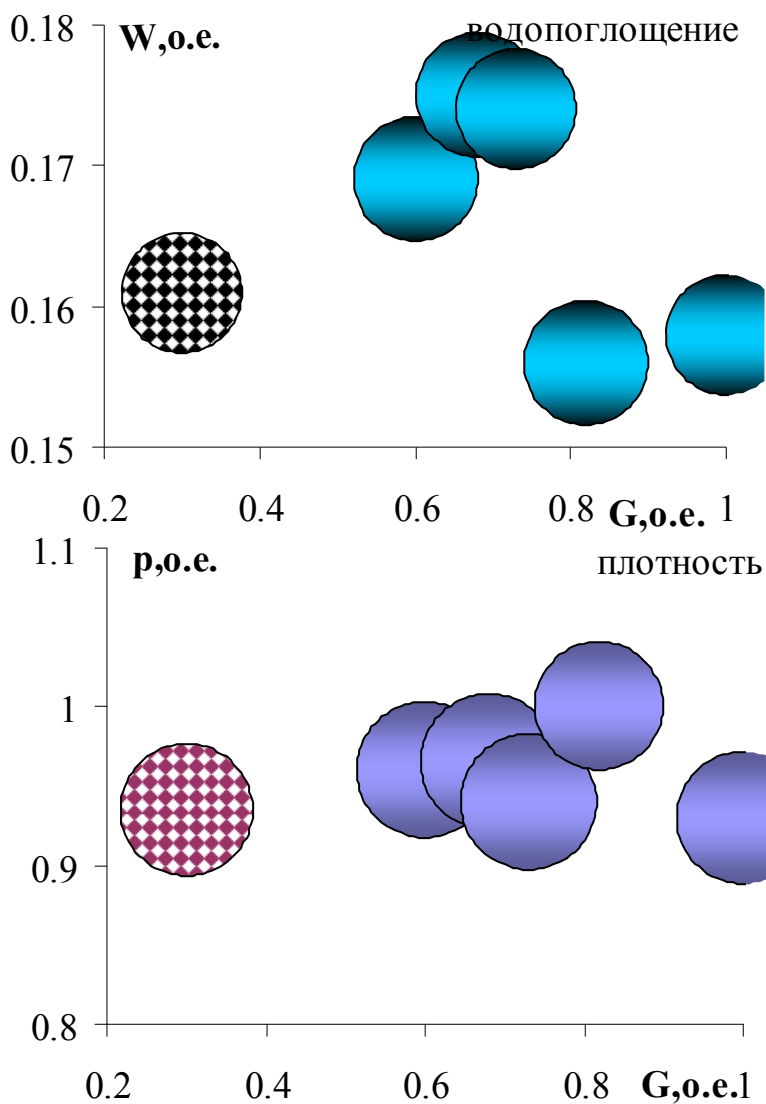 0.18 W,о.е. водопоглощение
0.17
0.16
0.15
0.2 0.4 0.6 0.8 G,о.е. 1
1.1 p,о.е. плотность
1
0.9
0.8
0.2 0.4 0.6 0.8 G,о.е.1